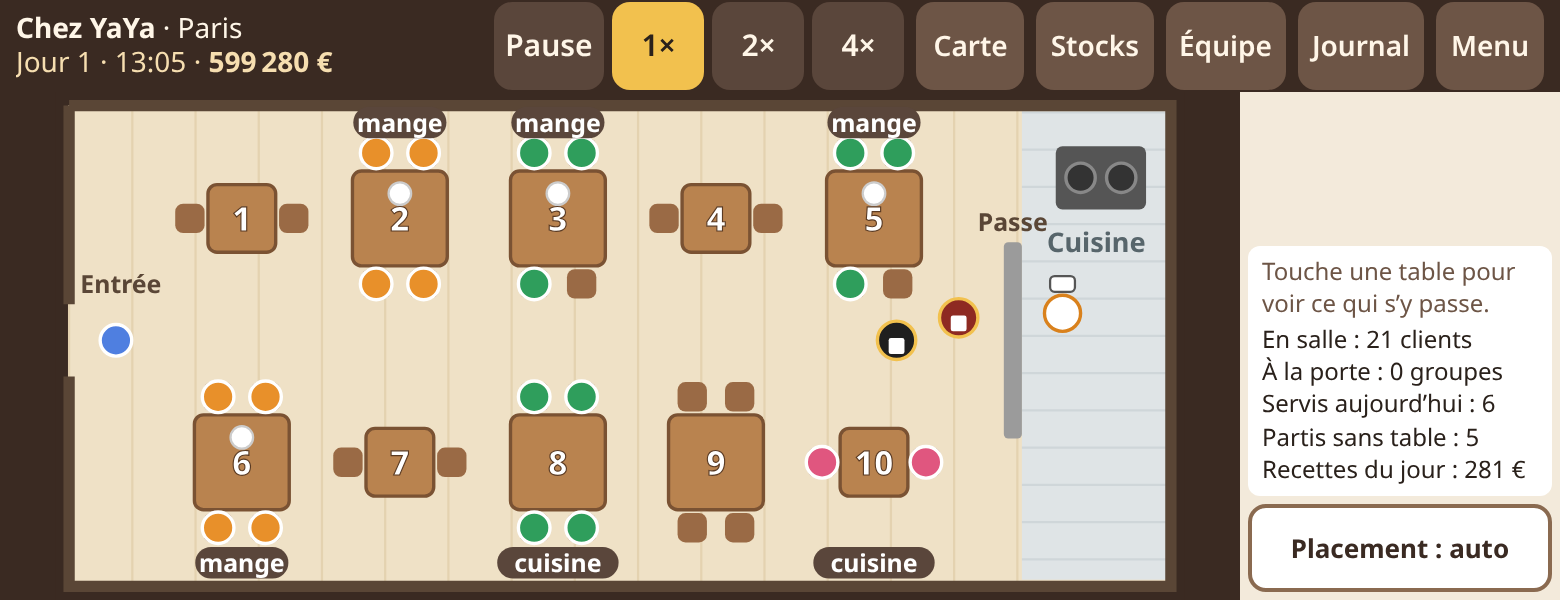 Chez YaYa · Paris
Jour 1 · 13:05 · 599 280 €
Pause
1×
2×
4×
Carte
Stocks
Équipe
Journal
Menu
mange
mange
mange
1
2
3
4
5
Passe
Cuisine
Entrée
6
7
8
9
10
mange
cuisine
cuisine
Touche une table pour
voir ce qui s’y passe.
En salle : 21 clients
À la porte : 0 groupes
Servis aujourd’hui : 6
Partis sans table : 5
Recettes du jour : 281 €
Placement : auto